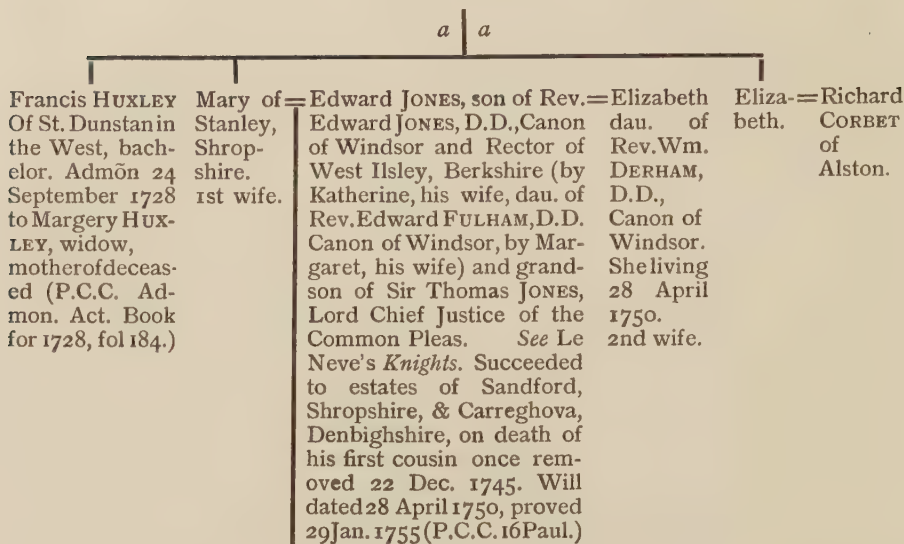 a a
Francis HUXLEY
Of St. Dunstan in
the West, bach-
elor. Admõn 24
September 1728
to Margery HUX-
LEY, widow,
mother of deceas-
ed (P.C.C. Ad-
mon. Act. Book
for 1728, fol 184.)
Mary of
Stanley,
Shrop-
shire.
1st wife.
=
Edward JONES, son of Rev.
Edward JONES, D.D., Canon
of Windsor and Rector of
West Ilsley, Berkshire (by
Katherine, his wife, dau. of
Rev. Edward FULHAM, D.D.
Canon of Windsor, by Mar-
garet, his wife) and grand-
son of Sir Thomas JONES,
Lord Chief Justice of the
Common Pleas. See Le
Neve's Knights. Succeeded
to estates of Sandford,
Shropshire, & Carreghova,
Denbighshire, on death of
his first cousin once rem-
oved 22 Dec. 1745. Will
dated 28 April 1750, proved
29 Jan. 1755 (P.C.C. 16 Paul.)
=
Elizabeth
dau. of
Rev. Wm.
DERHAM,
D.D.,
Canon of
Windsor.
She living
28 April
1750.
2nd wife.
Eliza-
beth.
=
Richard
CORBET
of
Alston.